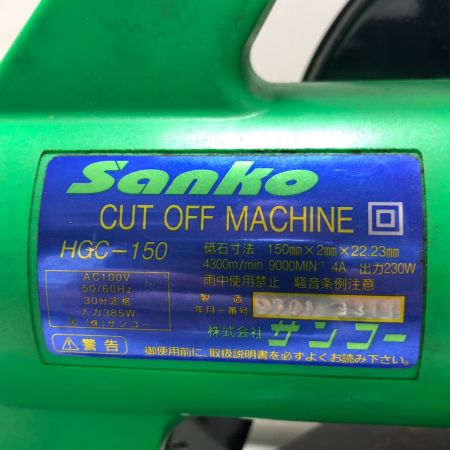 Sanko
CUT OFF MACHINE
HGC-150
砥石寸法 150mm×2mm×22.23mm
4300m/min 9000MIN⁻¹ 4A 出力230W
雨中使用禁止 騒音条例注意
AC100V
50/60Hz
30分定格
入力385W
(株)サンコー
製造
年月-番号
株式会社 サンコー
⚠警告
御使用前に、取扱説明書を必ずよくお読み下さい。